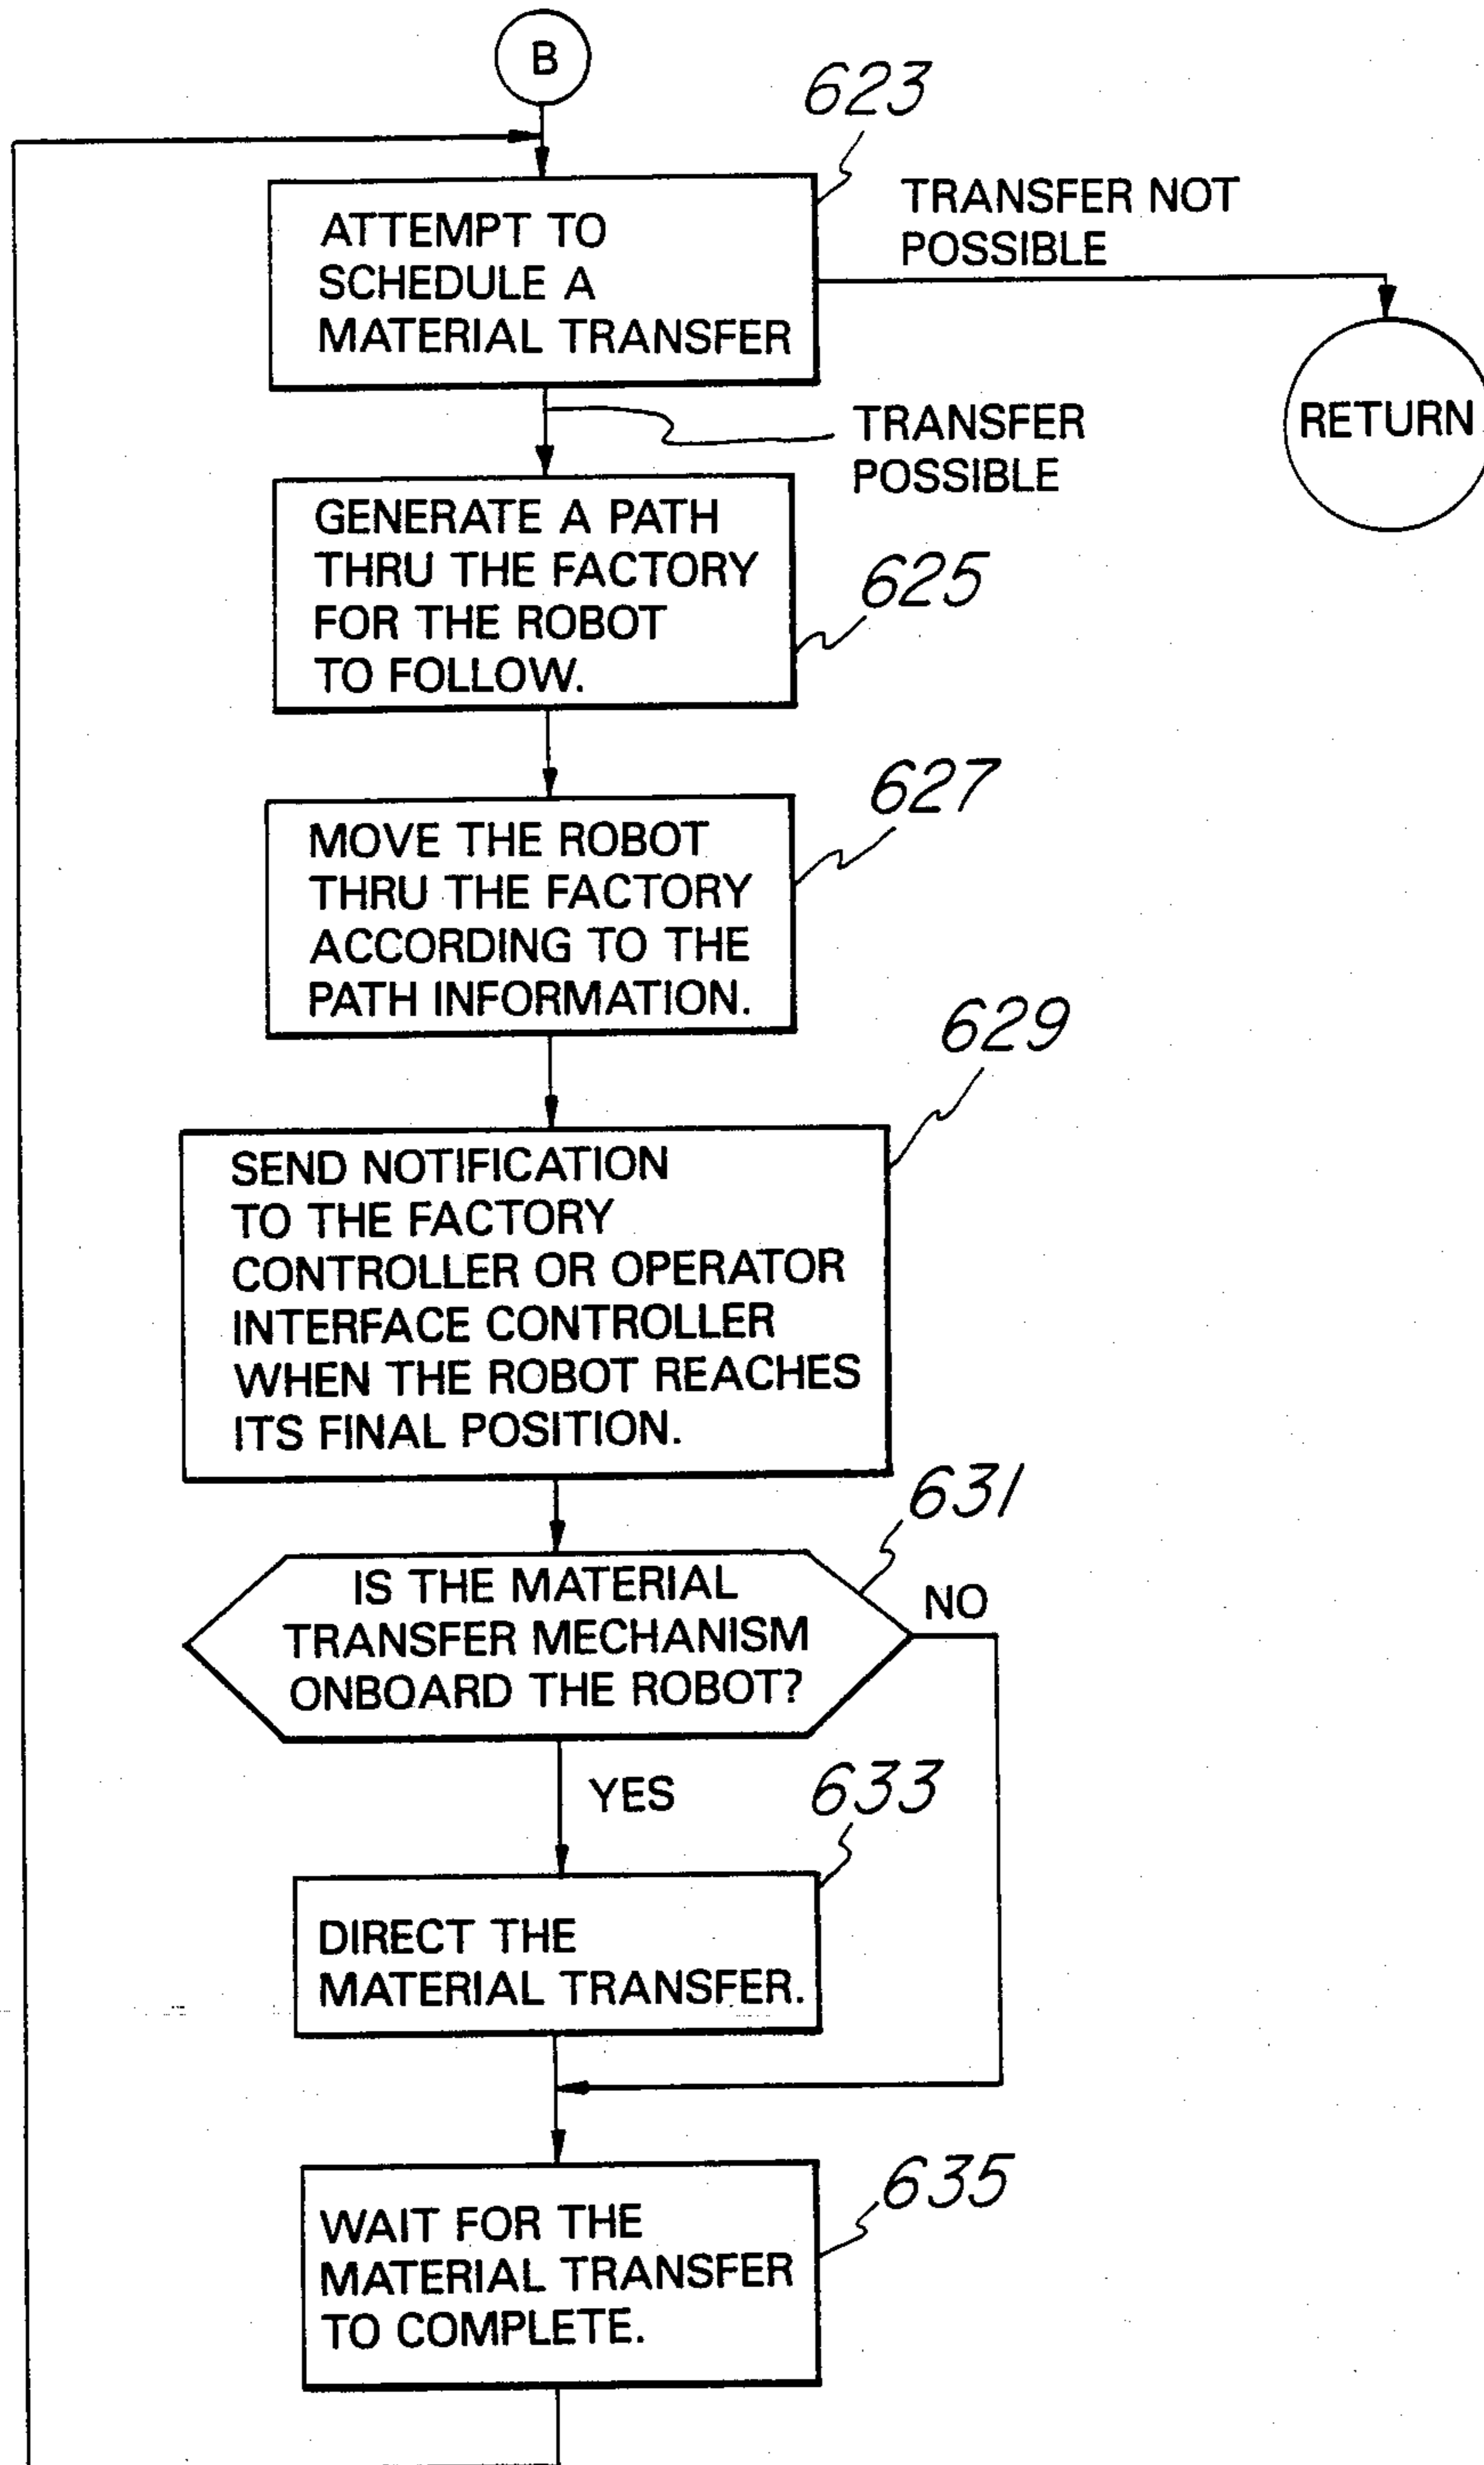 B
623
ATTEMPT TO
SCHEDULE A
MATERIAL TRANSFER
TRANSFER NOT
POSSIBLE
RETURN
TRANSFER
POSSIBLE
GENERATE A PATH
THRU THE FACTORY
FOR THE ROBOT
TO FOLLOW.
625
627
MOVE THE ROBOT
THRU THE FACTORY
ACCORDING TO THE
PATH INFORMATION.
629
SEND NOTIFICATION
TO THE FACTORY
CONTROLLER OR OPERATOR
INTERFACE CONTROLLER
WHEN THE ROBOT REACHES
ITS FINAL POSITION.
631
IS THE MATERIAL
TRANSFER MECHANISM
ONBOARD THE ROBOT?
NO
YES
633
DIRECT THE
MATERIAL TRANSFER.
635
WAIT FOR THE
MATERIAL TRANSFER
TO COMPLETE.